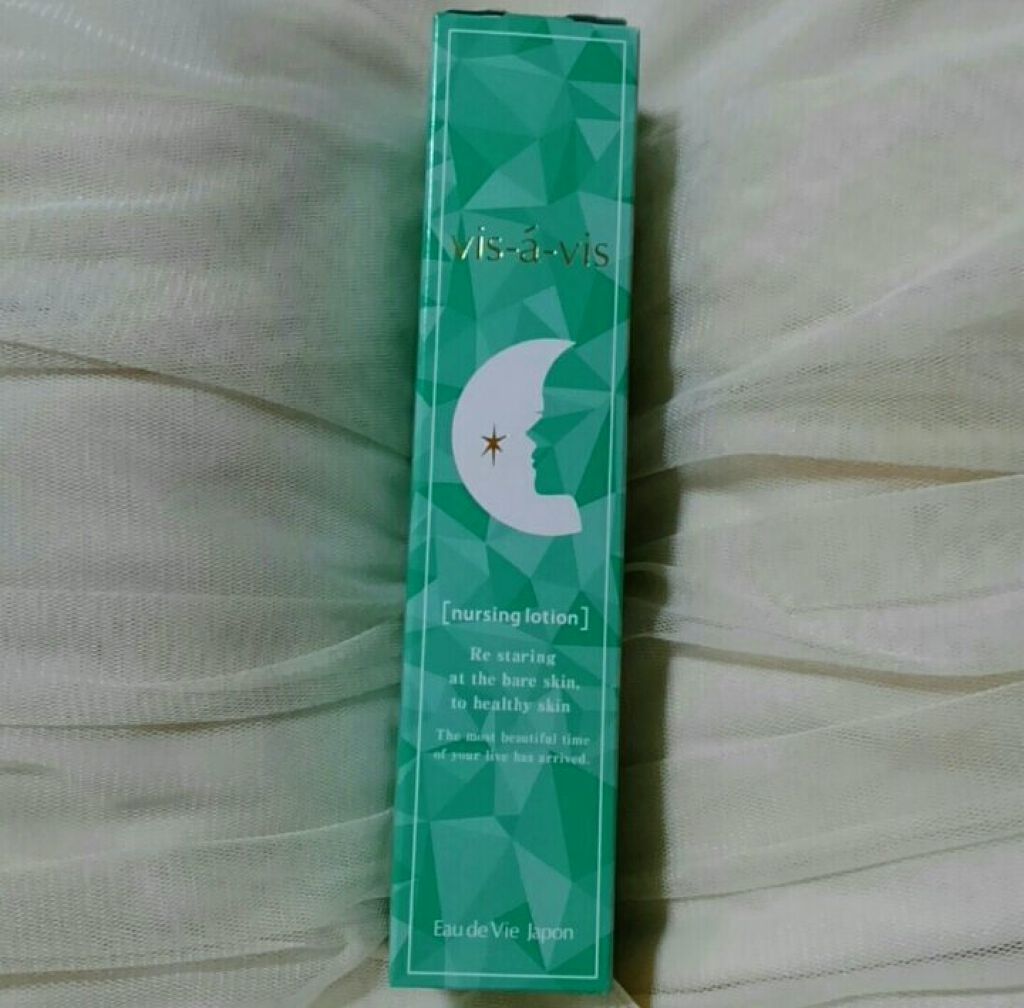 vis-á-vis
[nursing lotion]
Re staring
at the bare skin,
to healthy skin
The most beautiful time
of your live has arrived.
Eau de Vie Japon